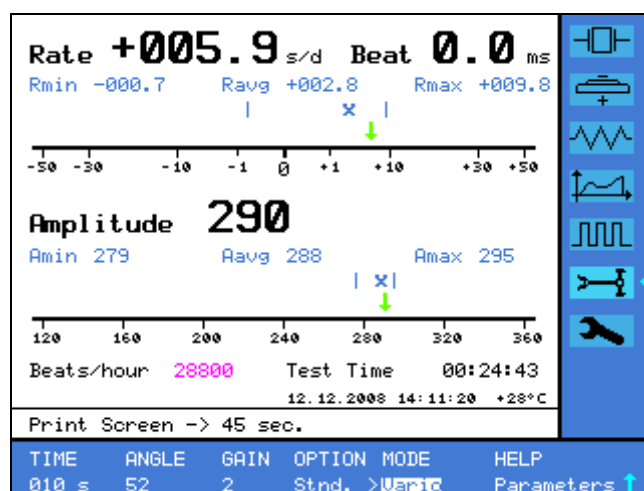 Rate +005.9 s/d Beat 0.0 ms
Rmin -000.7 Ravg +002.8 Rmax +009.8
-50 -30 -10 -1 0 +1 +10 +30 +50
Amplitude 290
Amin 279 Aavg 288 Amax 295
120 160 200 240 280 320 360
Beats/hour 28800 Test Time 00:24:43
12.12.2008 14:11:20 +28°C
Print Screen -> 45 sec.
TIME ANGLE GAIN OPTION MODE HELP
010 s 52 2 Stnd. >Vario Parameters